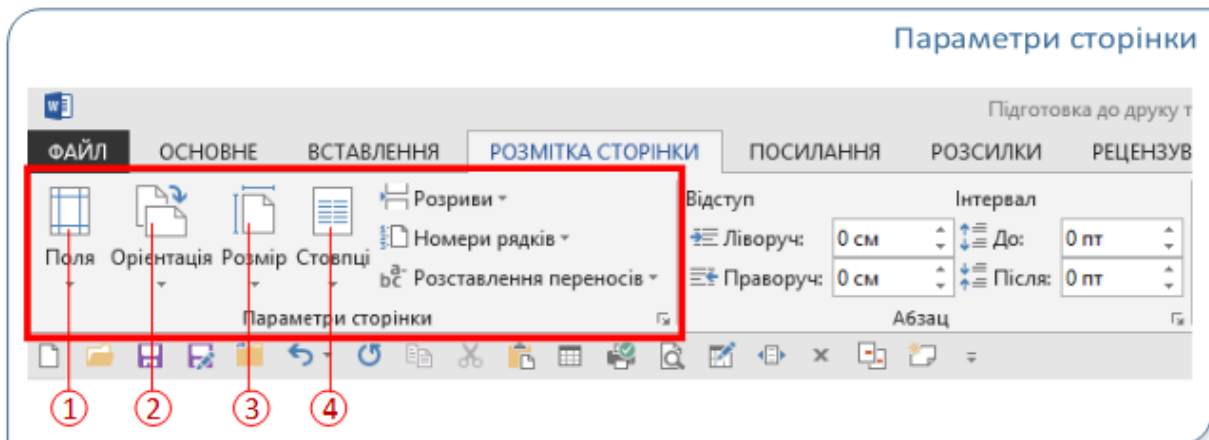 Параметри сторінки
Підготовка до друку т
ФАЙЛ ОСНОВНЕ ВСТАВЛЕННЯ РОЗМІТКА СТОРІНКИ ПОСИЛАННЯ РОЗСИЛКИ РЕЦЕНЗУВ
Розриви Відступ Інтервал
Номери рядків Ліворуч: 0 см До: 0 пт
Поля Орієнтація Розмір Стовпці
Розставлення переносів Праворуч: 0 см Після: 0 пт
Параметри сторінки Абзац
1 2 3 4